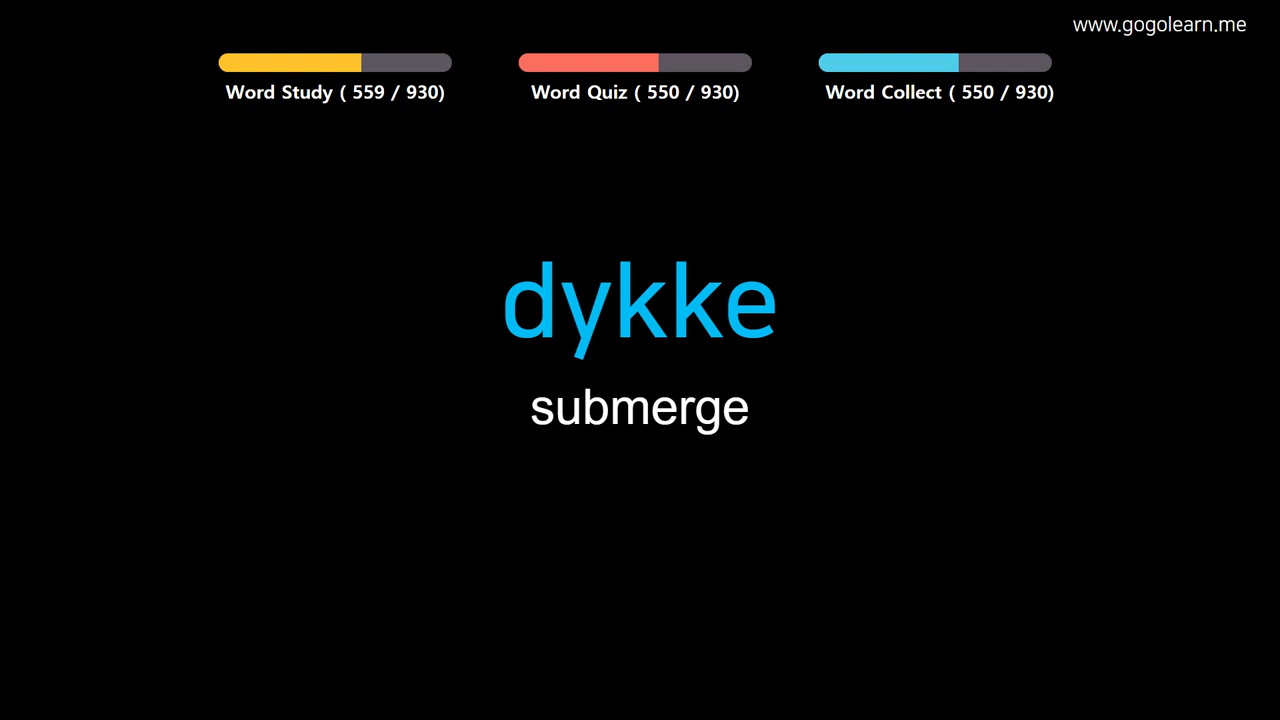 www.gogolearn.me
Word Study ( 559 / 930)
Word Quiz ( 550 / 930)
Word Collect ( 550 / 930)
dykke
submerge